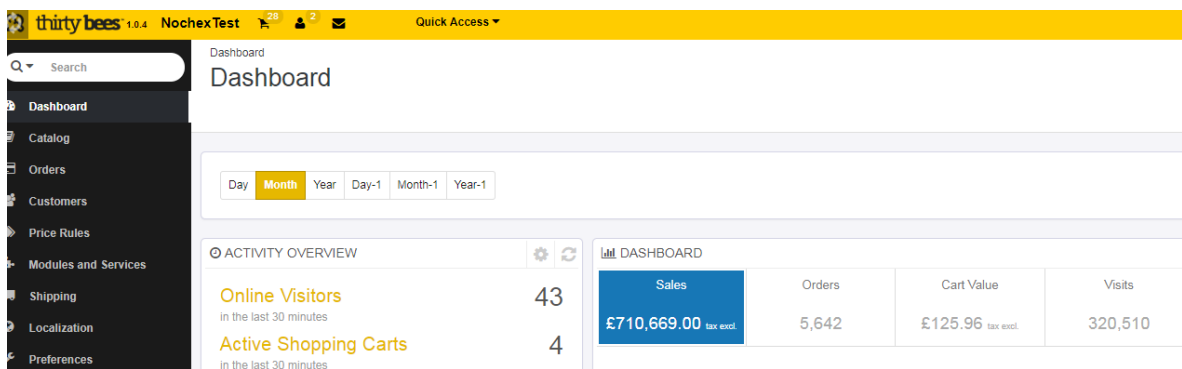 thirty bees 1.0.4 NochexTest 28 2 Quick Access
Search
Dashboard
Catalog
Orders
Customers
Price Rules
Modules and Services
Shipping
Localization
Preferences
Dashboard
Dashboard
Day Month Year Day-1 Month-1 Year-1
ACTIVITY OVERVIEW
Online Visitors 43
in the last 30 minutes
Active Shopping Carts 4
in the last 30 minutes
DASHBOARD
Sales Orders Cart Value Visits
£710,669.00 tax excl. 5,642 £125.96 tax excl. 320,510